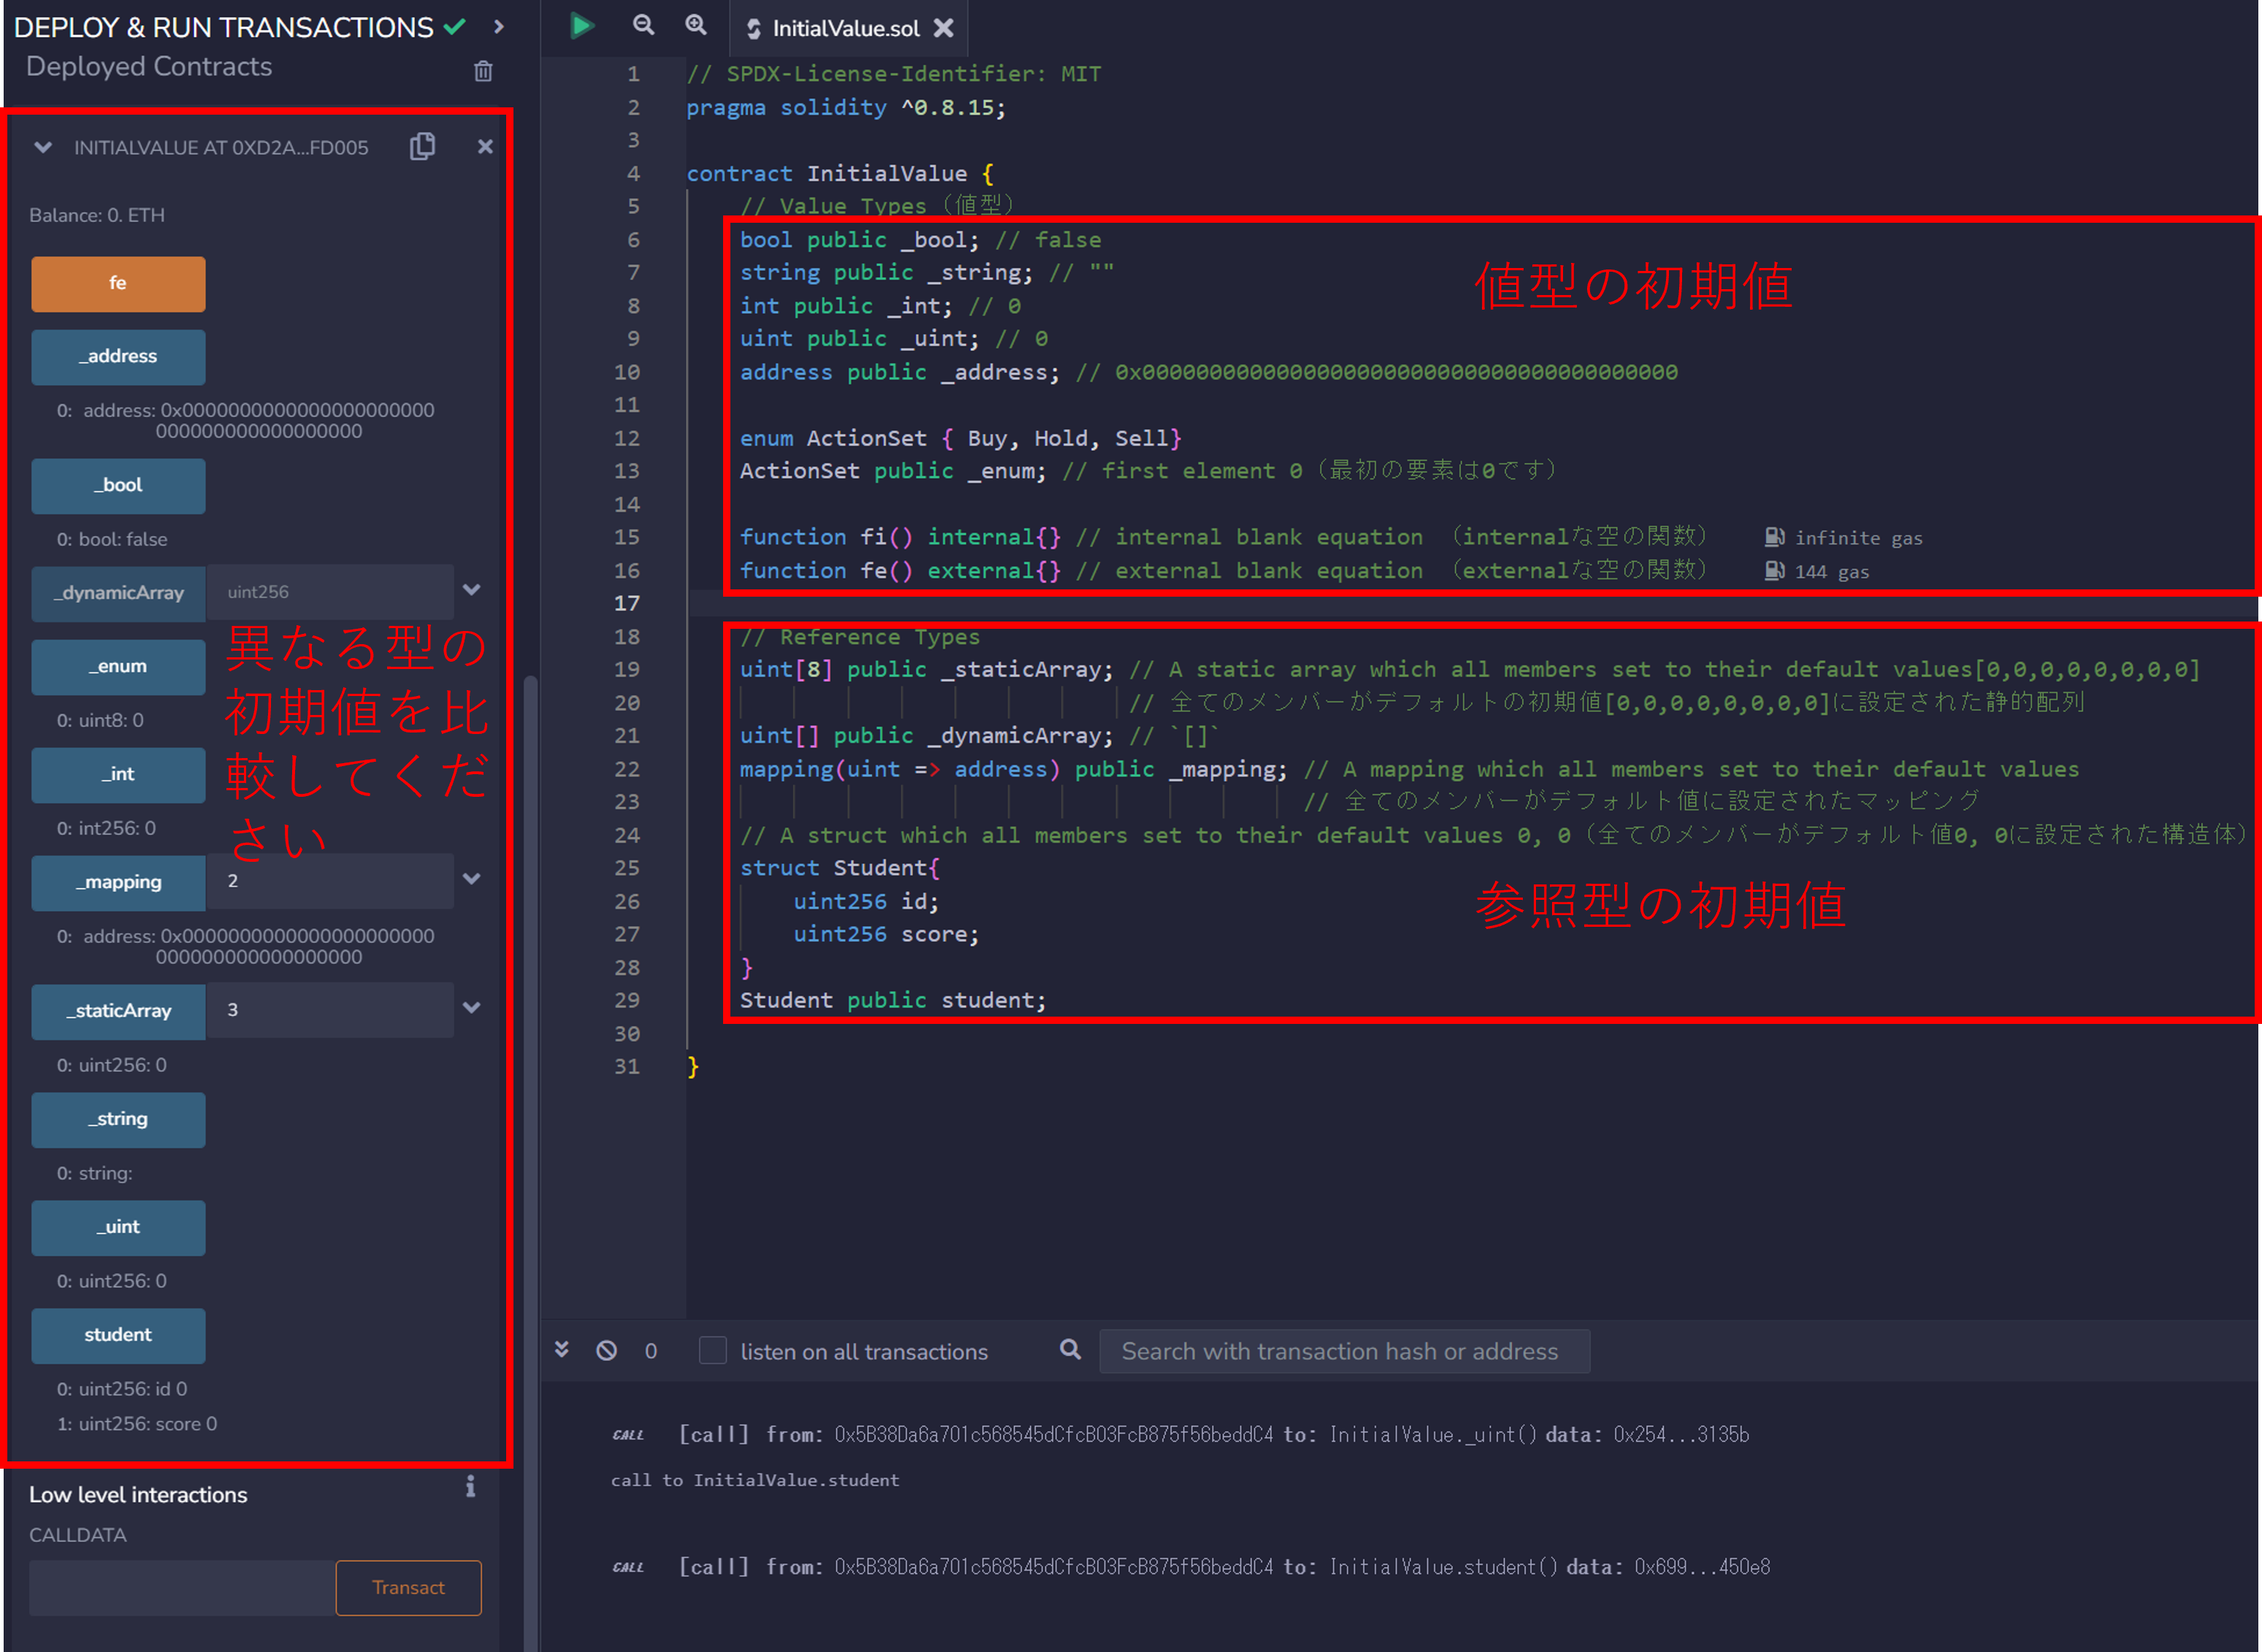 DEPLOY & RUN TRANSACTIONS
Deployed Contracts
INITIALVALUE AT 0XD2A...FD005
Balance: 0. ETH
fe
_address
0: address: 0x0000000000000000000000
000000000000000000
_bool
0: bool: false
_dynamicArray
uint256
_enum
0: uint8: 0
_int
0: int256: 0
異なる型の
初期値を比
較してくだ
さい
_mapping
2
0: address: 0x0000000000000000000000
000000000000000000
_staticArray
3
0: uint256: 0
_string
0: string:
_uint
0: uint256: 0
student
0: uint256: id 0
1: uint256: score 0
Low level interactions
i
CALLDATA
Transact
InitialValue.sol
1 // SPDX-License-Identifier: MIT
2 pragma solidity ^0.8.15;
3
4 contract InitialValue {
5 // Value Types（値型）
6 bool public _bool; // false
7 string public _string; // ""
8 int public _int; // 0
9 uint public _uint; // 0
10 address public _address; // 0x0000000000000000000000000000000000000000
11
12 enum ActionSet { Buy, Hold, Sell}
13 ActionSet public _enum; // first element 0（最初の要素は0です）
14
15 function fi() internal{} // internal blank equation （internalな空の関数） infinite gas
16 function fe() external{} // external blank equation （externalな空の関数） 144 gas
17
値型の初期値
18 // Reference Types
19 uint[8] public _staticArray; // A static array which all members set to their default values[0,0,0,0,0,0,0,0]
20 // 全てのメンバーがデフォルトの初期値[0,0,0,0,0,0,0,0]に設定された静的配列
21 uint[] public _dynamicArray; // `[]`
22 mapping(uint => address) public _mapping; // A mapping which all members set to their default values
23 // 全てのメンバーがデフォルト値に設定されたマッピング
24 // A struct which all members set to their default values 0, 0（全てのメンバーがデフォルト値0, 0に設定された構造体）
25 struct Student{
26 uint256 id;
27 uint256 score;
28 }
29 Student public student;
30
31 }
参照型の初期値
0 listen on all transactions Search with transaction hash or address
CALL [call] from: 0x5B38Da6a701c568545dCfcB03FcB875f56beddC4 to: InitialValue._uint() data: 0x254...3135b
call to InitialValue.student
CALL [call] from: 0x5B38Da6a701c568545dCfcB03FcB875f56beddC4 to: InitialValue.student() data: 0x699...450e8